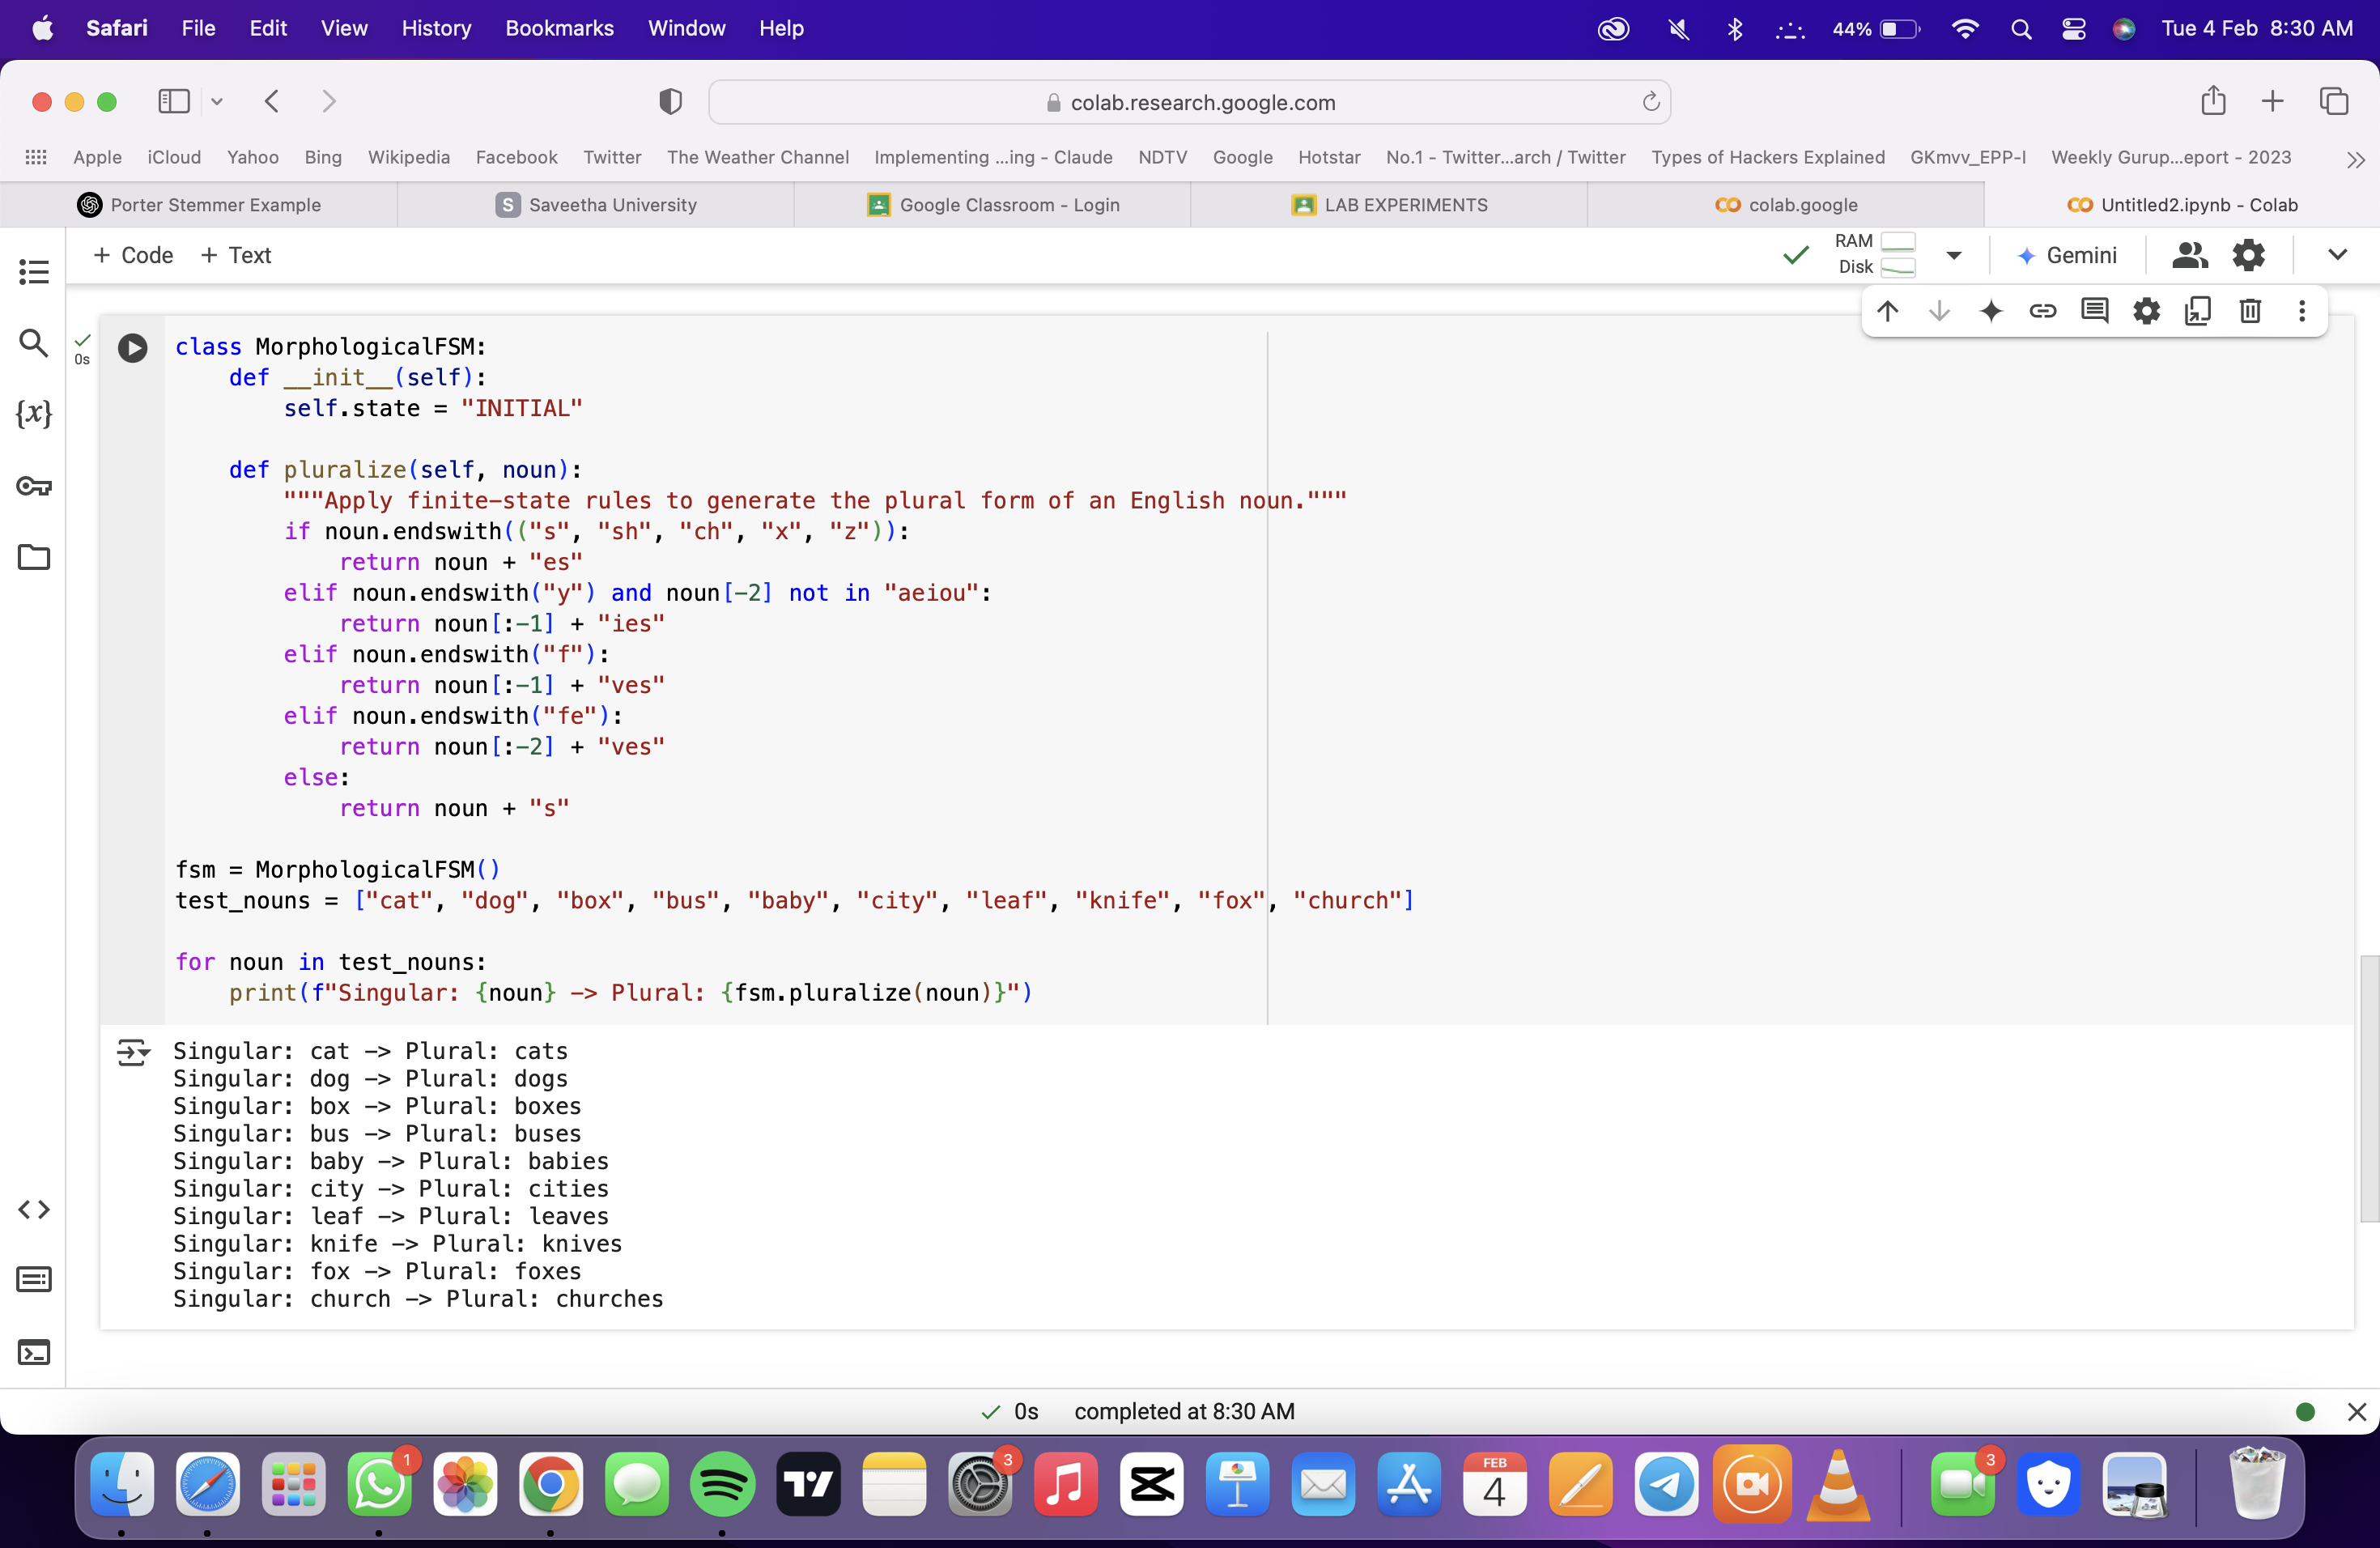 Safari File Edit View History Bookmarks Window Help 44% Tue 4 Feb 8:30 AM
colab.research.google.com
Apple iCloud Yahoo Bing Wikipedia Facebook Twitter The Weather Channel Implementing ...ing - Claude NDTV Google Hotstar No.1 - Twitter...arch / Twitter Types of Hackers Explained GKmvv_EPP-I Weekly Gurup...eport - 2023
Porter Stemmer Example S Saveetha University Google Classroom - Login LAB EXPERIMENTS colab.google Untitled2.ipynb - Colab
+ Code + Text RAM Disk Gemini
{x}
0s
class MorphologicalFSM:
    def __init__(self):
        self.state = "INITIAL"
    def pluralize(self, noun):
        """Apply finite-state rules to generate the plural form of an English noun."""
        if noun.endswith(("s", "sh", "ch", "x", "z")):
            return noun + "es"
        elif noun.endswith("y") and noun[-2] not in "aeiou":
            return noun[:-1] + "ies"
        elif noun.endswith("f"):
            return noun[:-1] + "ves"
        elif noun.endswith("fe"):
            return noun[:-2] + "ves"
        else:
            return noun + "s"
fsm = MorphologicalFSM()
test_nouns = ["cat", "dog", "box", "bus", "baby", "city", "leaf", "knife", "fox", "church"]
for noun in test_nouns:
    print(f"Singular: {noun} -> Plural: {fsm.pluralize(noun)}")
Singular: cat -> Plural: cats
Singular: dog -> Plural: dogs
Singular: box -> Plural: boxes
Singular: bus -> Plural: buses
Singular: baby -> Plural: babies
Singular: city -> Plural: cities
Singular: leaf -> Plural: leaves
Singular: knife -> Plural: knives
Singular: fox -> Plural: foxes
Singular: church -> Plural: churches
0s completed at 8:30 AM
1 3 FEB 4 3